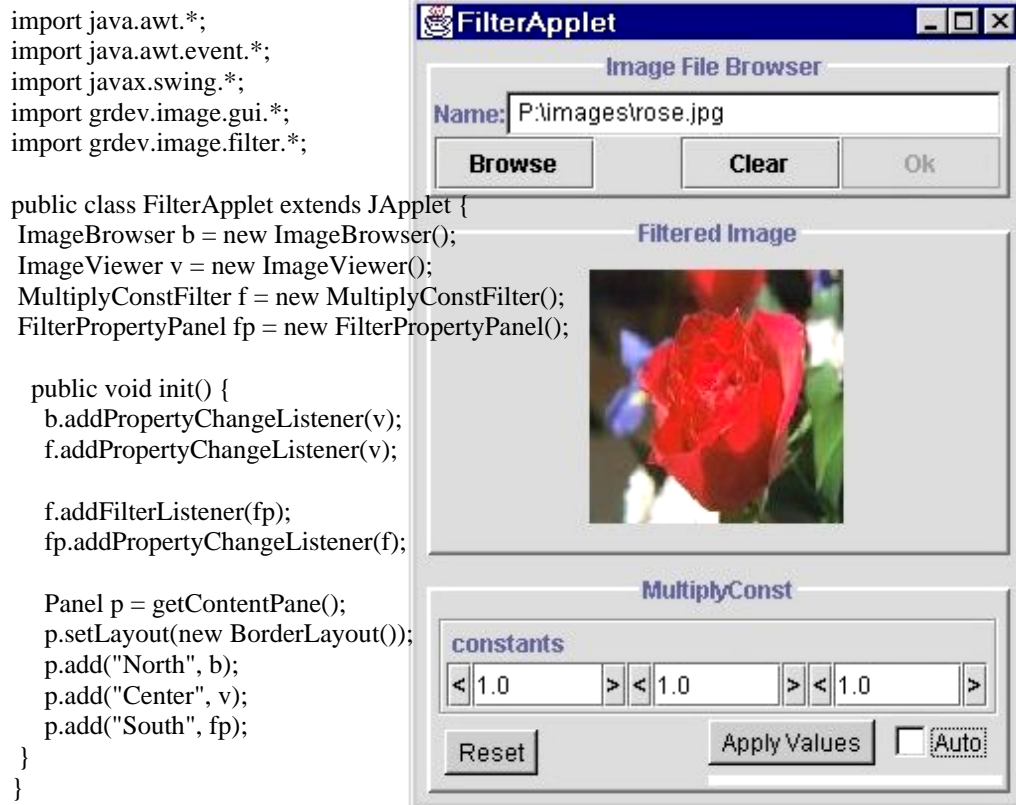 import java.awt.*;
import java.awt.event.*;
import javax.swing.*;
import grdev.image.gui.*;
import grdev.image.filter.*;
public class FilterApplet extends JApplet {
ImageBrowser b = new ImageBrowser();
ImageViewer v = new ImageViewer();
MultiplyConstFilter f = new MultiplyConstFilter();
FilterPropertyPanel fp = new FilterPropertyPanel();
public void init() {
b.addPropertyChangeListener(v);
f.addPropertyChangeListener(v);
f.addFilterListener(fp);
fp.addPropertyChangeListener(f);
Panel p = getContentPane();
p.setLayout(new BorderLayout());
p.add("North", b);
p.add("Center", v);
p.add("South", fp);
}
}
FilterApplet
Image File Browser
Name: P:\images\rose.jpg
Browse Clear Ok
Filtered Image
MultiplyConst
constants
< 1.0 > < 1.0 > < 1.0 >
Reset Apply Values Auto